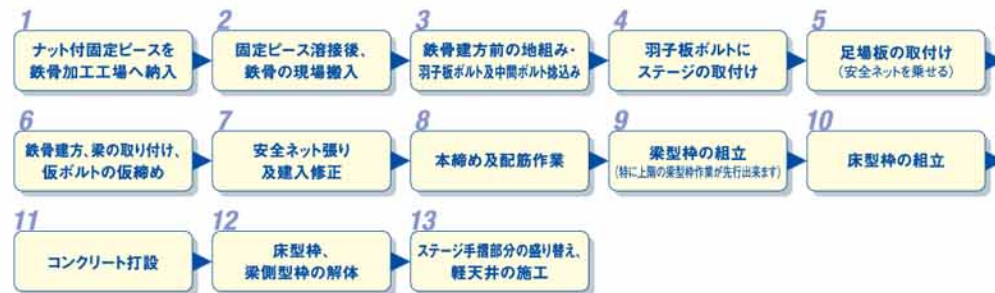 1
ナット付固定ピースを
鉄骨加工工場へ納入
2
固定ピース溶接後、
鉄骨の現場搬入
3
鉄骨建方前の地組み・
羽子板ボルト及中間ボルト捻込み
4
羽子板ボルトに
ステージの取付け
5
足場板の取付け
(安全ネットを乗せる)
6
鉄骨建方、梁の取り付け、
仮ボルトの仮締め
7
安全ネット張り
及建入修正
8
本締め及配筋作業
9
梁型枠の組立
(特に上階の梁型枠作業が先行出来ます)
10
床型枠の組立
11
コンクリート打設
12
床型枠、
梁側型枠の解体
13
ステージ手摺部分の盛り替え、
軽天井の施工